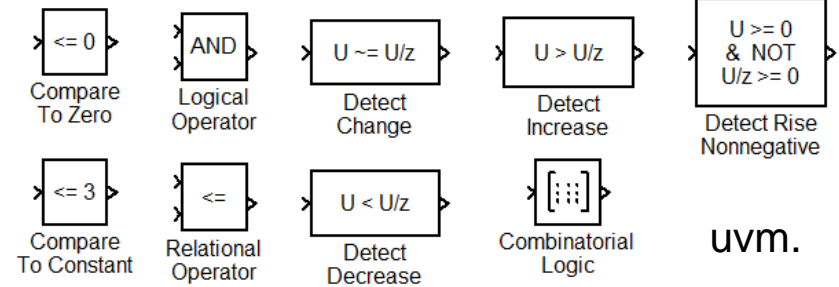 <= 0
Compare
To Zero
AND
Logical
Operator
U ~= U/z
Detect
Change
U > U/z
Detect
Increase
U >= 0
& NOT
U/z >= 0
Detect Rise
Nonnegative
<= 3
Compare
To Constant
<=
Relational
Operator
U < U/z
Detect
Decrease
Combinatorial
Logic
uvm.